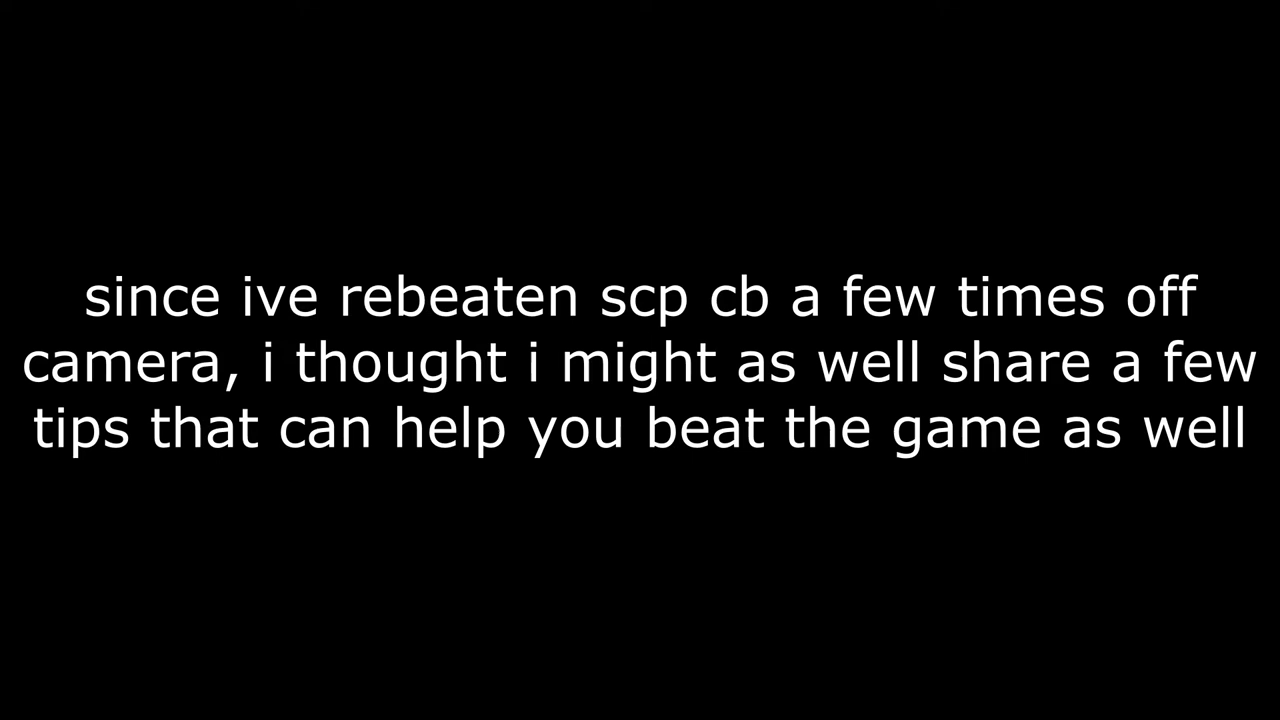 since ive rebeaten scp cb a few times off
camera, i thought i might as well share a few
tips that can help you beat the game as well